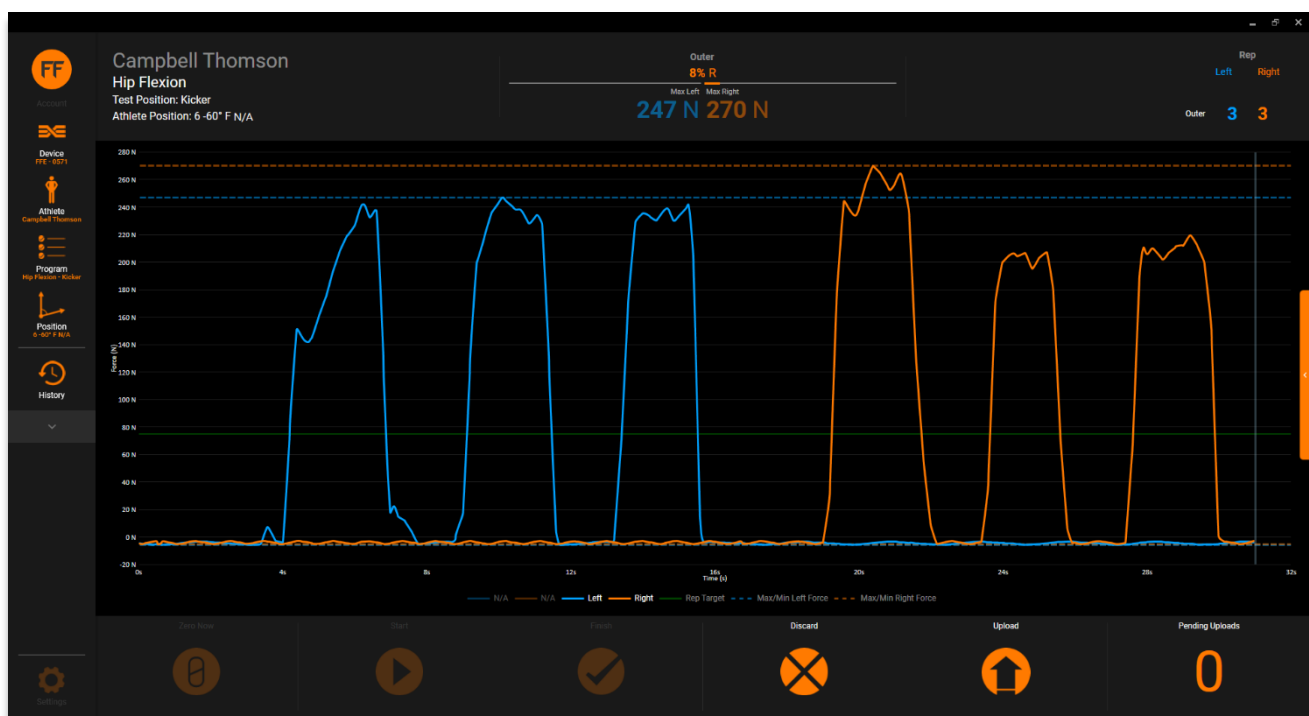 Campbell Thomson
Hip Flexion
Test Position: Kicker
Athlete Position: 6 -60° F N/A
Outer
8% R
Max Left Max Right
247 N 270 N
Rep
Left Right
Outer 3 3
FF
Account
Device
FFE - 0571
Athlete
Campbell Thomson
Program
Hip Flexion - Kicker
Position
6 -60° F N/A
History
Settings
280 N
260 N
240 N
220 N
200 N
180 N
160 N
140 N
120 N
100 N
80 N
60 N
40 N
20 N
0 N
-20 N
Force (N)
0s 4s 8s 12s 16s 20s 24s 28s 32s
Time (s)
N/A N/A Left Right Rep Target Max/Min Left Force Max/Min Right Force
Zero Now Start Finish Discard Upload Pending Uploads
0 0